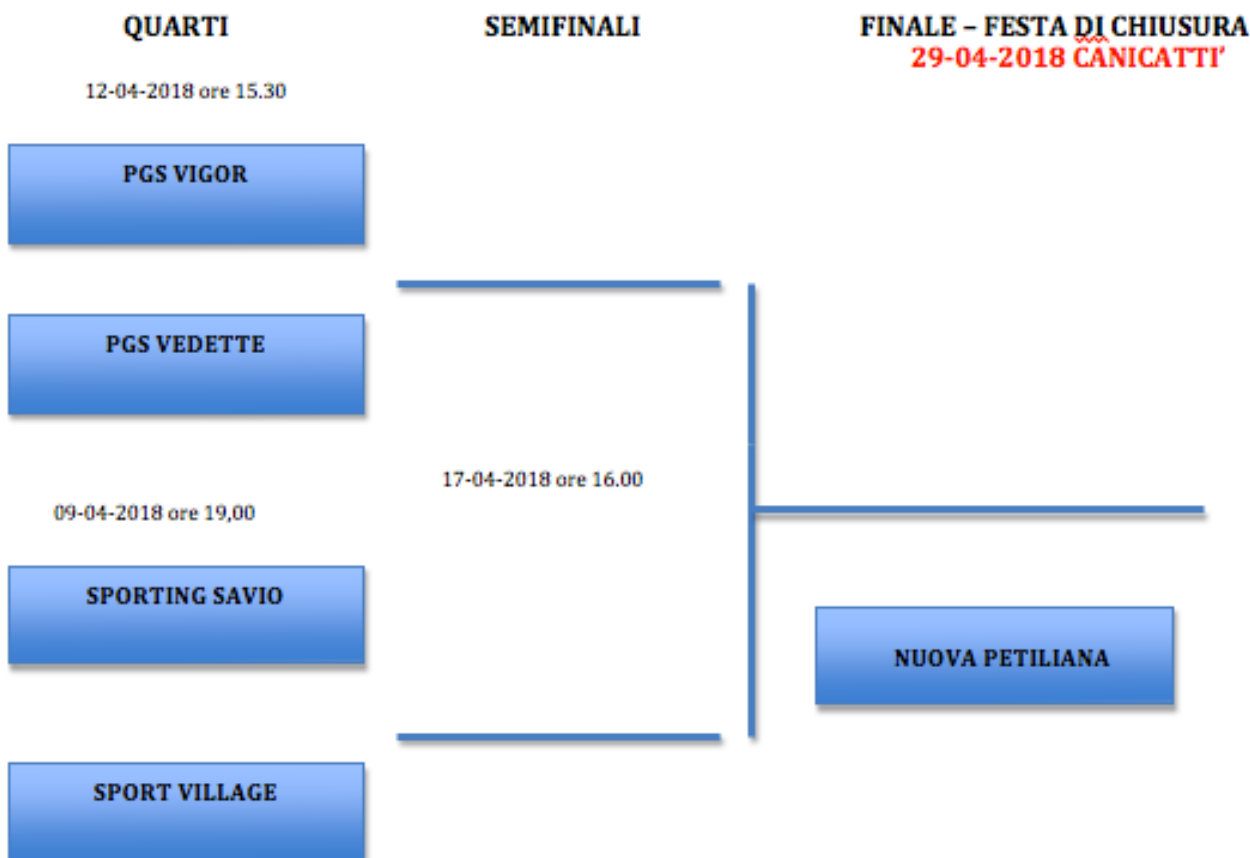 QUARTI
SEMIFINALI
FINALE – FESTA DI CHIUSURA
29-04-2018 CANICATTI'
12-04-2018 ore 15.30
PGS VIGOR
PGS VEDETTE
17-04-2018 ore 16.00
09-04-2018 ore 19,00
SPORTING SAVIO
NUOVA PETILIANA
SPORT VILLAGE